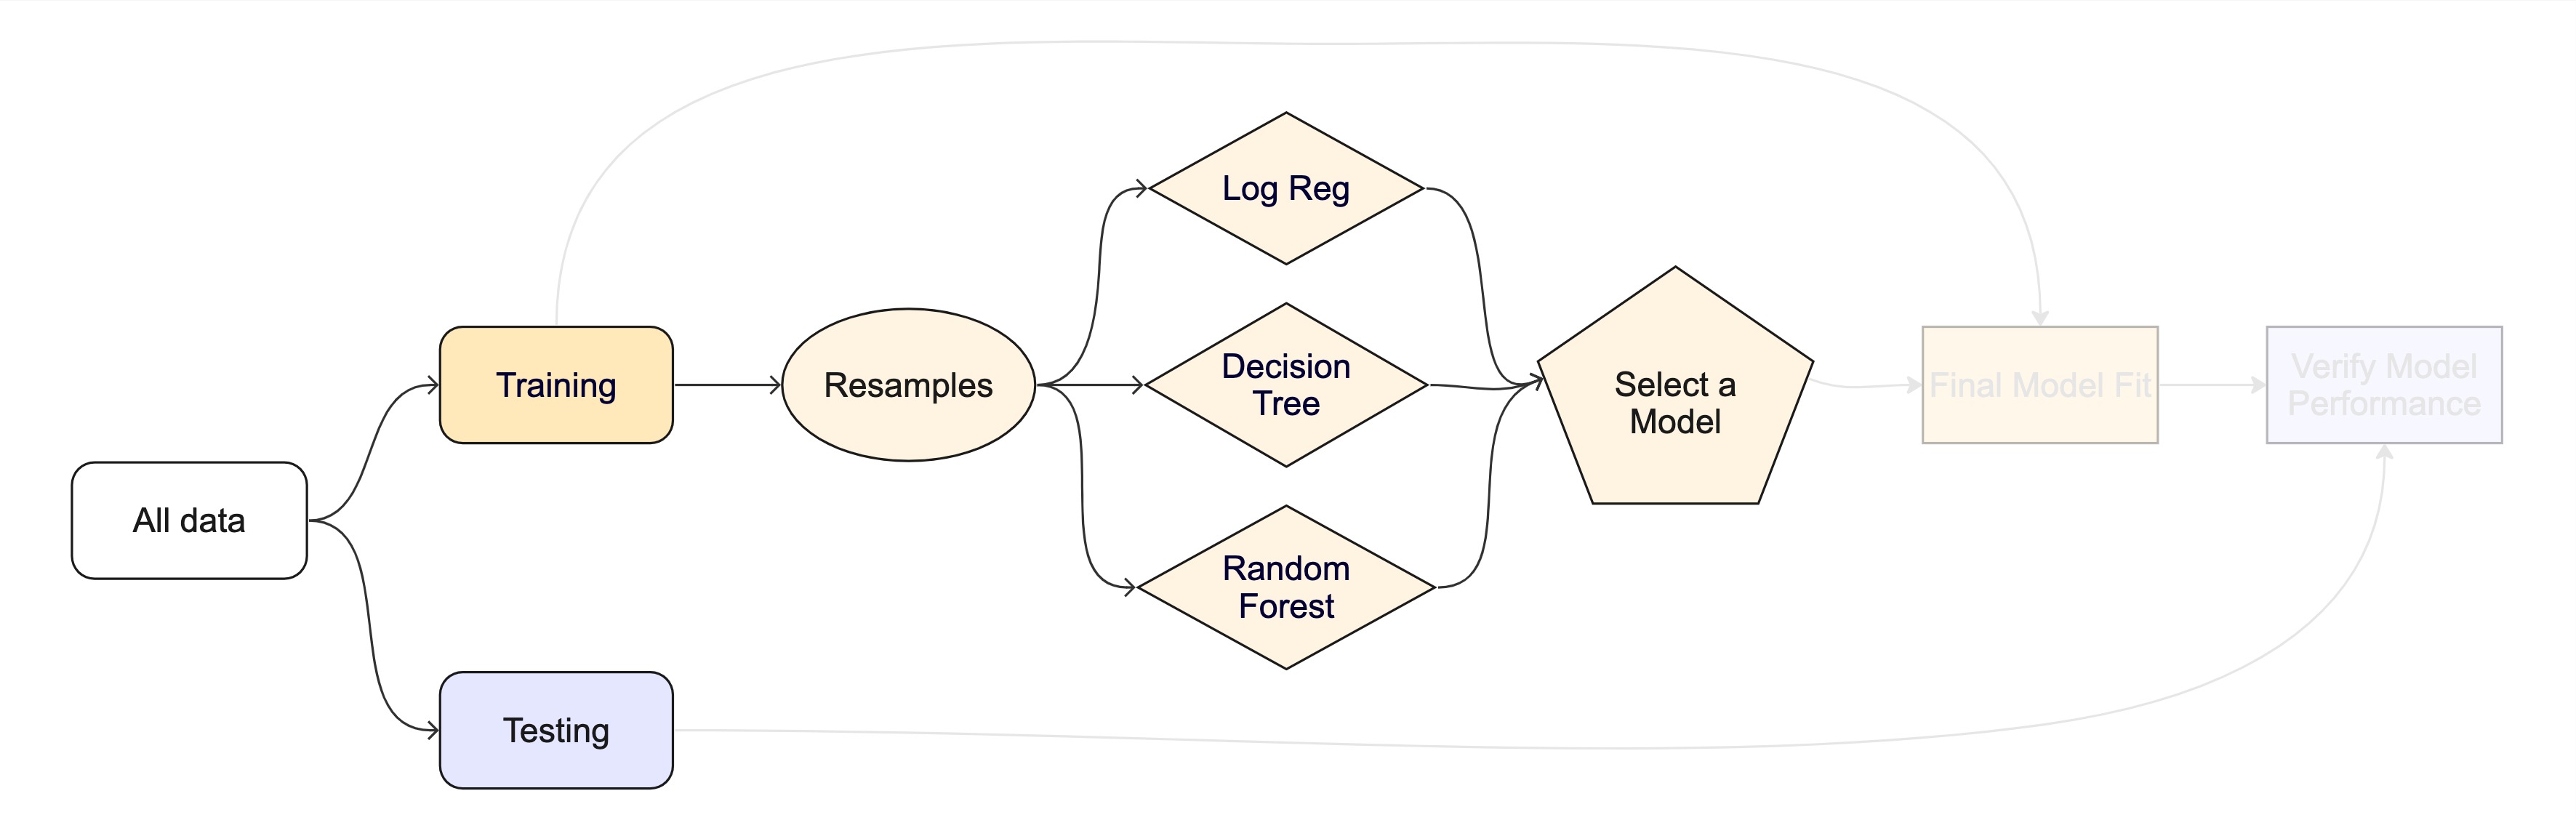 All data
Training
Testing
Resamples
Log Reg
Decision
Tree
Random
Forest
Select a
Model
Final Model Fit
Verify Model
Performance